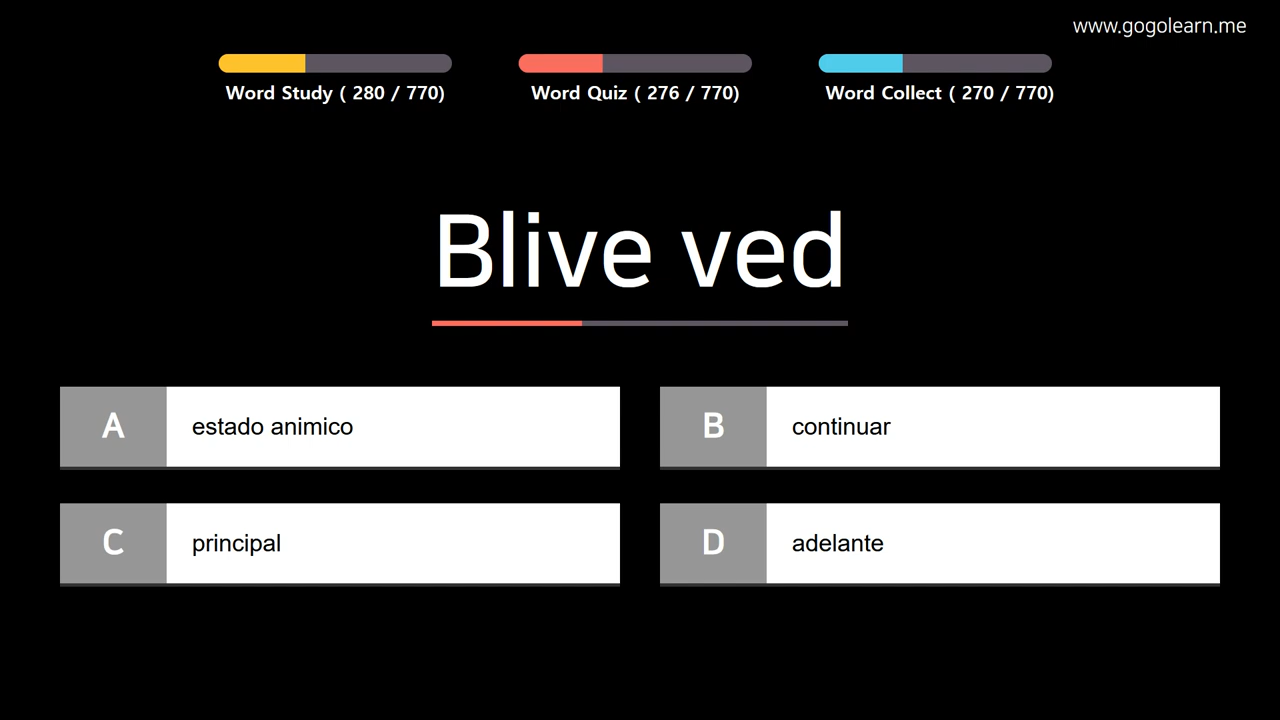 www.gogolearn.me
Word Study ( 280 / 770)
Word Quiz ( 276 / 770)
Word Collect ( 270 / 770)
Blive ved
A estado animico
B continuar
C principal
D adelante